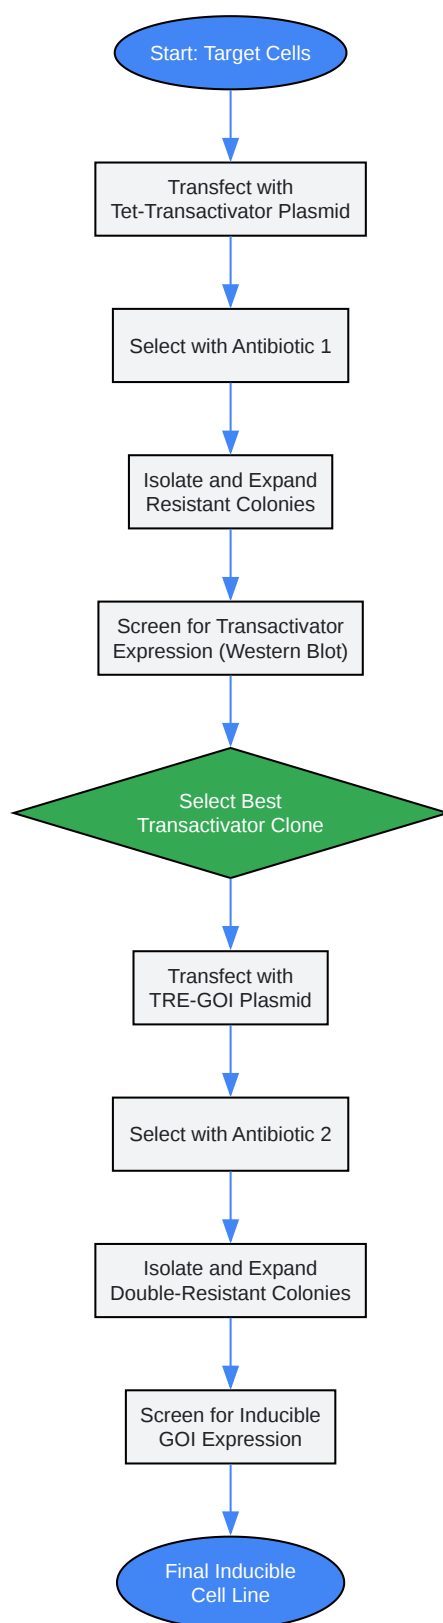 Start: Target Cells
Transfect with
Tet-Transactivator Plasmid
Select with Antibiotic 1
Isolate and Expand
Resistant Colonies
Screen for Transactivator
Expression (Western Blot)
Select Best
Transactivator Clone
Transfect with
TRE-GOI Plasmid
Select with Antibiotic 2
Isolate and Expand
Double-Resistant Colonies
Screen for Inducible
GOI Expression
Final Inducible
Cell Line